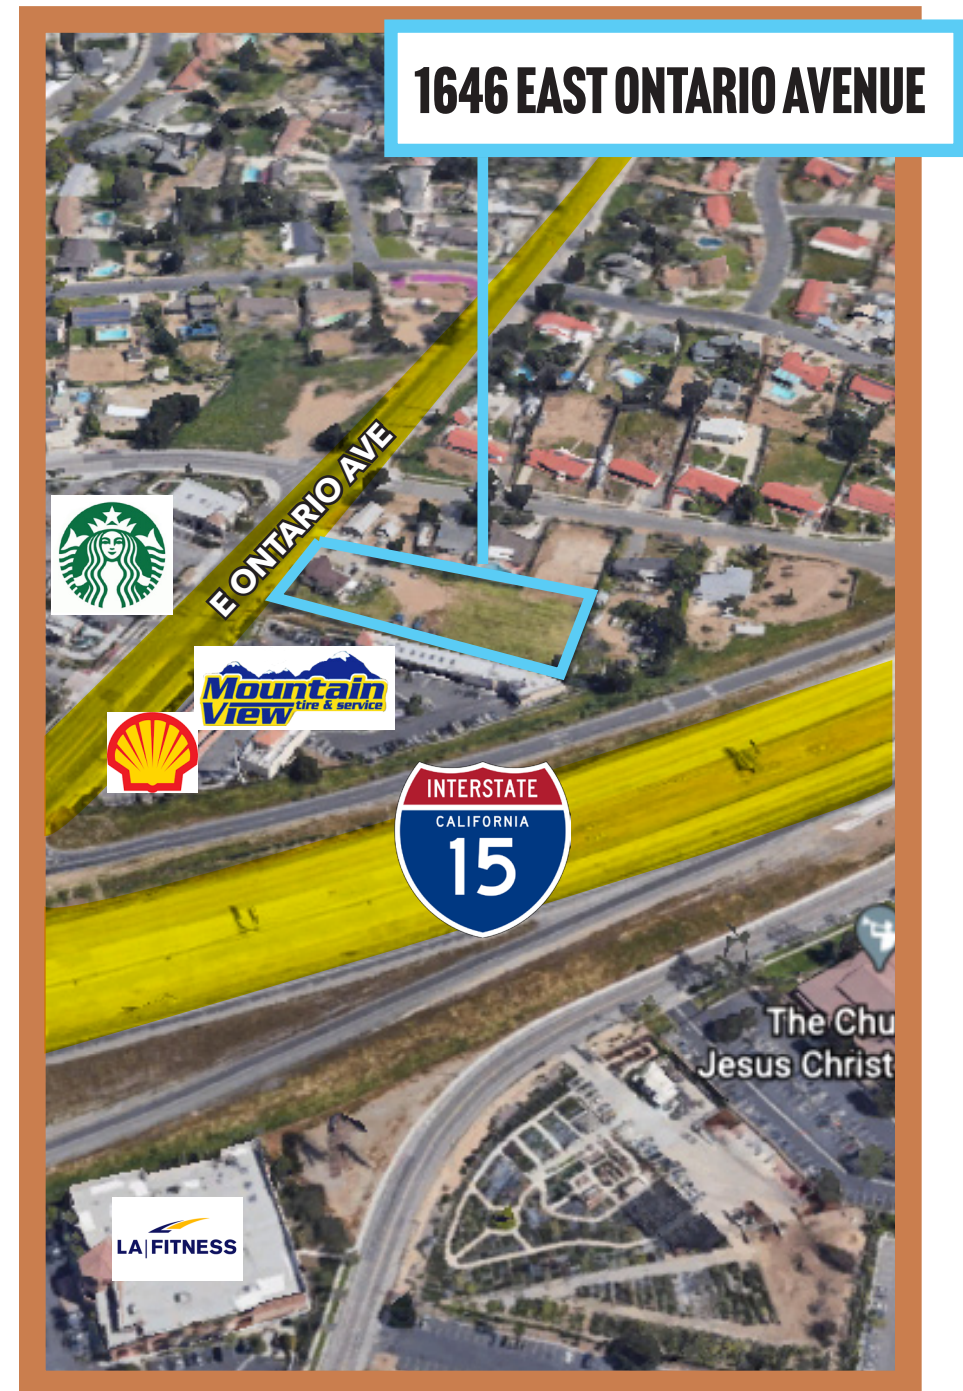 1646 EAST ONTARIO AVENUE
E ONTARIO AVE
Mountain
View tire & service
INTERSTATE
CALIFORNIA
15
The Chu
Jesus Christ
LA|FITNESS